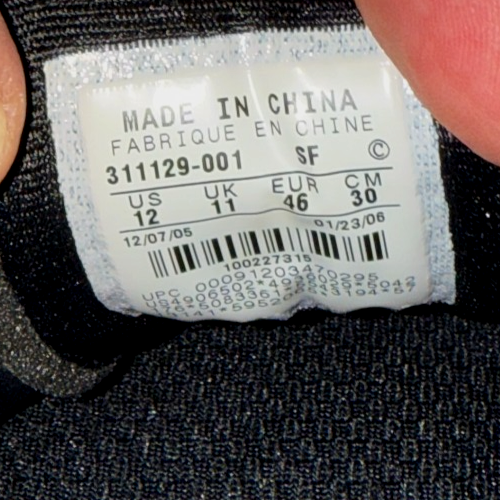 MADE IN CHINA
FABRIQUE EN CHINE
311129-001 SF ©
US UK EUR CM
12 11 46 30
12/07/05 01/23/06
100227315
UPC